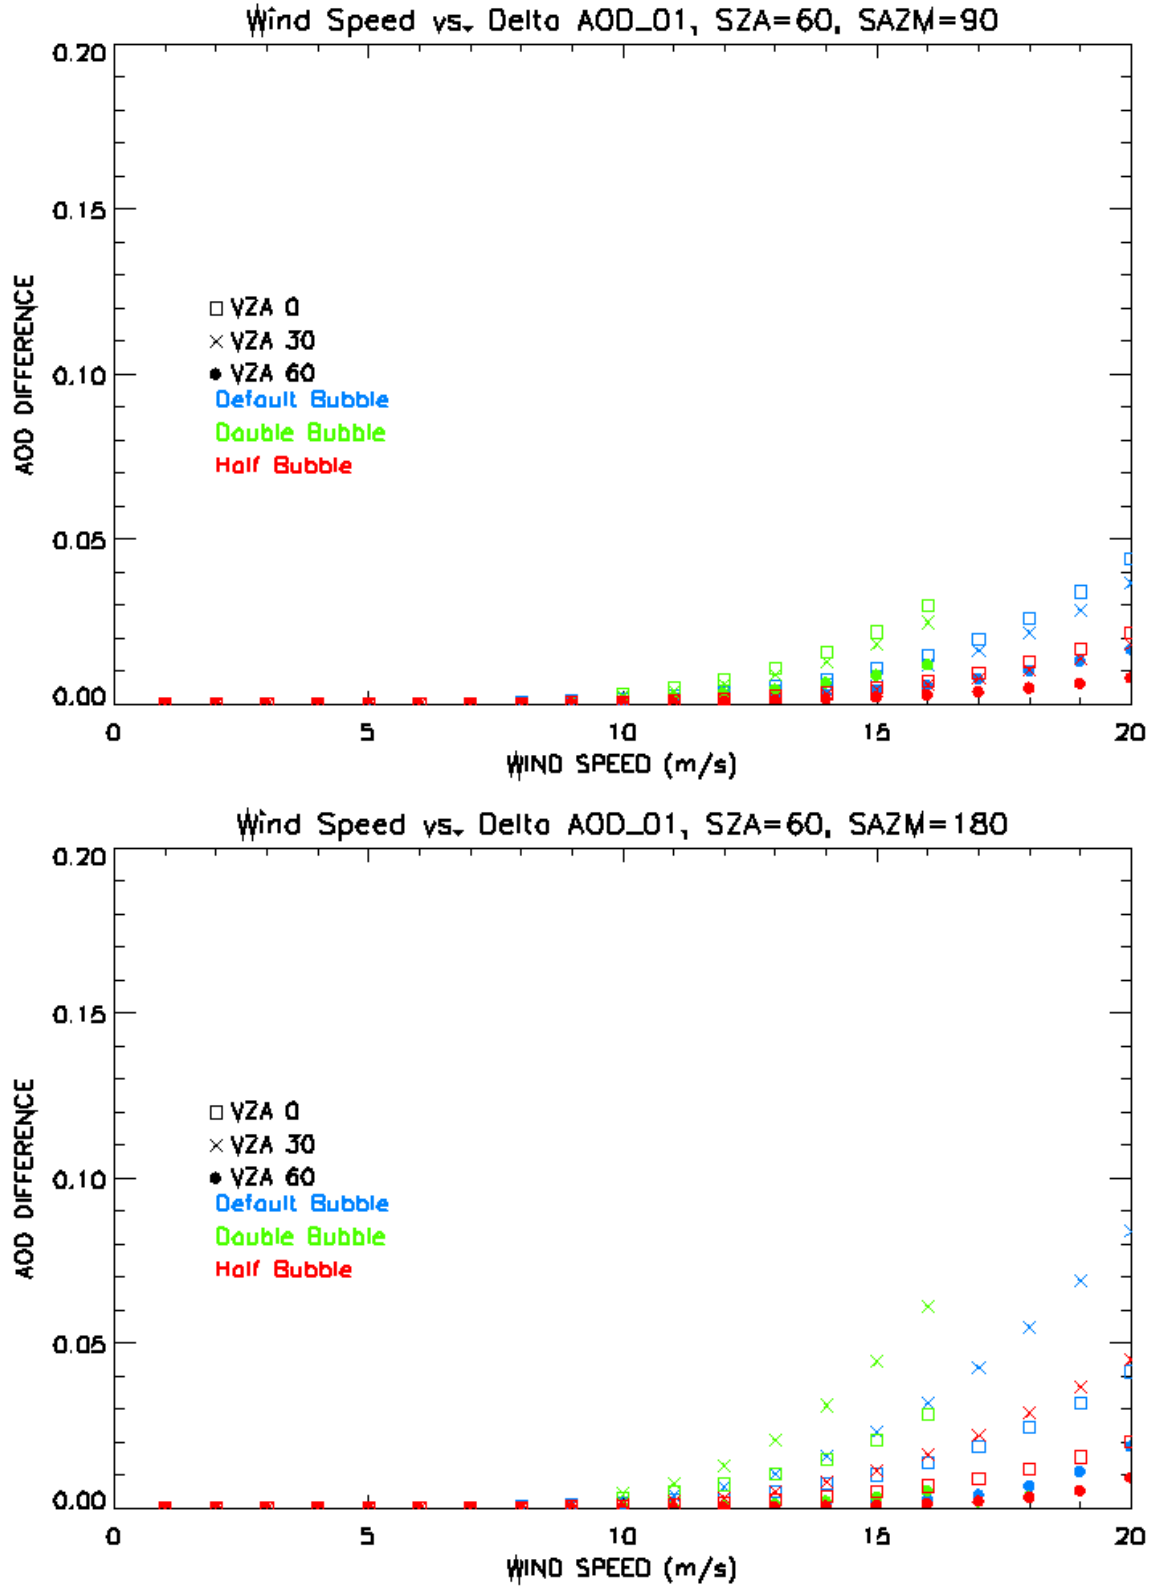 Wind Speed vs. Delta AOD_01, SZA=60, SAZM=90
0.20
0.15
0.10
0.05
0.00
AOD DIFFERENCE
VZA 0
VZA 30
VZA 60
Default Bubble
Double Bubble
Half Bubble
0 5 10 15 20
WIND SPEED (m/s)
Wind Speed vs. Delta AOD_01, SZA=60, SAZM=180
0.20
0.15
0.10
0.05
0.00
AOD DIFFERENCE
VZA 0
VZA 30
VZA 60
Default Bubble
Double Bubble
Half Bubble
0 5 10 15 20
WIND SPEED (m/s)